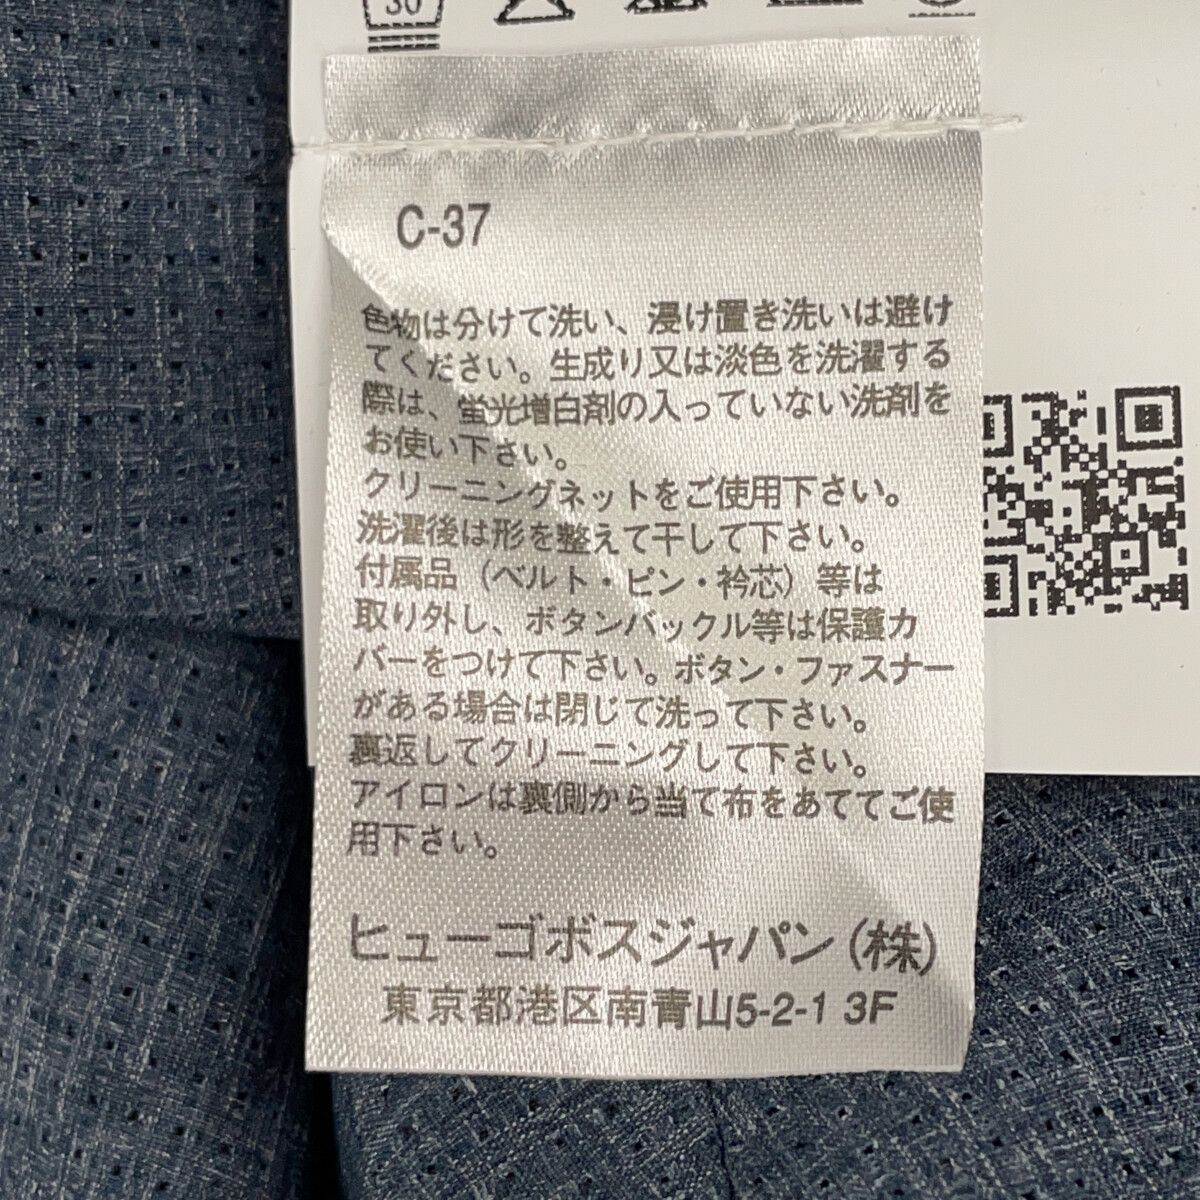 30
C-37
色物は分けて洗い、浸け置き洗いは避け
てください。生成り又は淡色を洗濯する
際は、蛍光増白剤の入っていない洗剤を
お使い下さい。
クリーニングネットをご使用下さい。
洗濯後は形を整えて干して下さい。
付属品（ベルト・ピン・衿芯）等は
取り外し、ボタンバックル等は保護カ
バーをつけて下さい。ボタン・ファスナー
がある場合は閉じて洗って下さい。
裏返してクリーニングして下さい。
アイロンは裏側から当て布をあててご使
用下さい。
ヒューゴボスジャパン(株)
東京都港区南青山5-2-1 3F